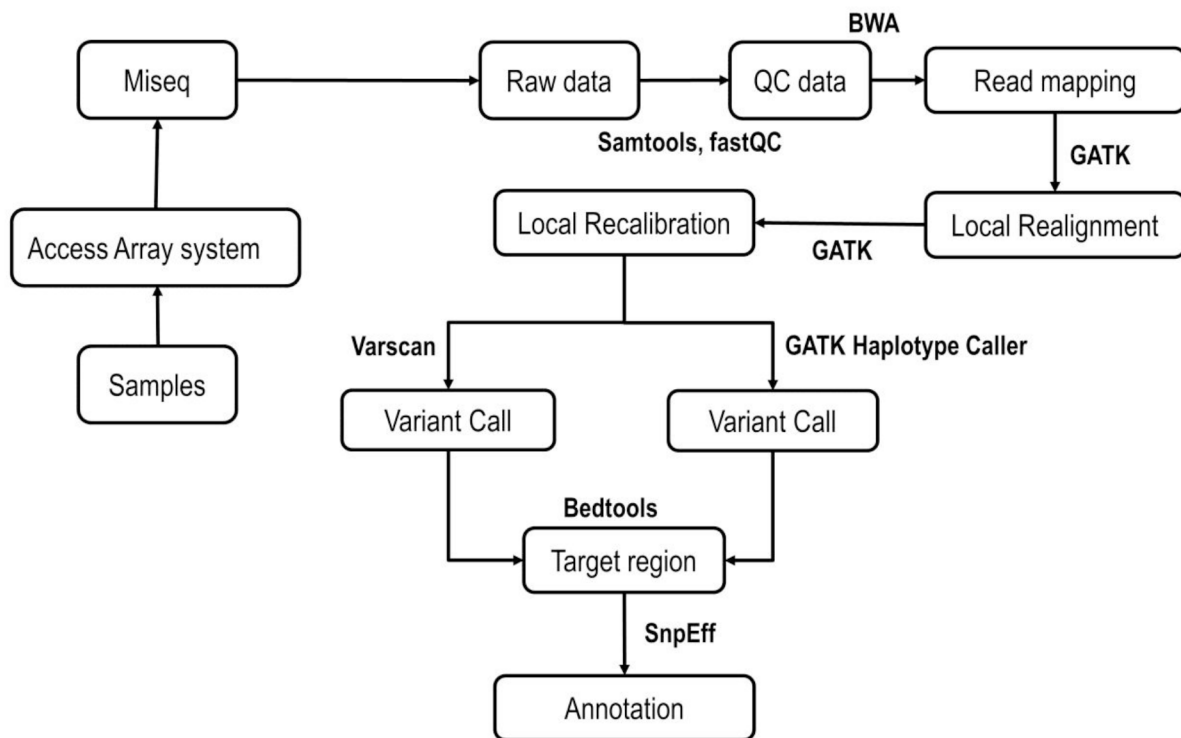 BWA
Miseq
Raw data
QC data
Read mapping
Samtools, fastQC
GATK
Access Array system
Local Recalibration
GATK
Local Realignment
Samples
Varscan
GATK Haplotype Caller
Variant Call
Variant Call
Bedtools
Target region
SnpEff
Annotation